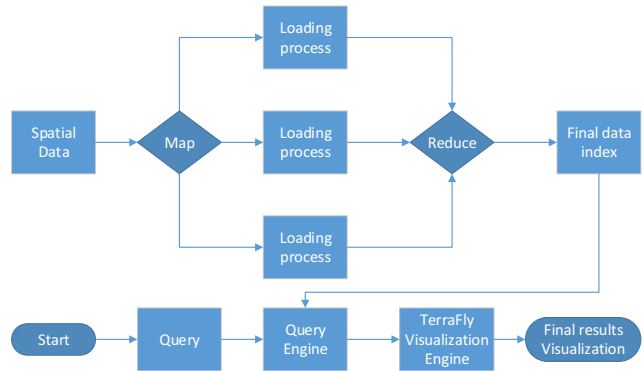 Loading
process
Spatial
Data
Map
Loading
process
Reduce
Final data
index
Loading
process
Start
Query
Query
Engine
TerraFly
Visualization
Engine
Final results
Visualization